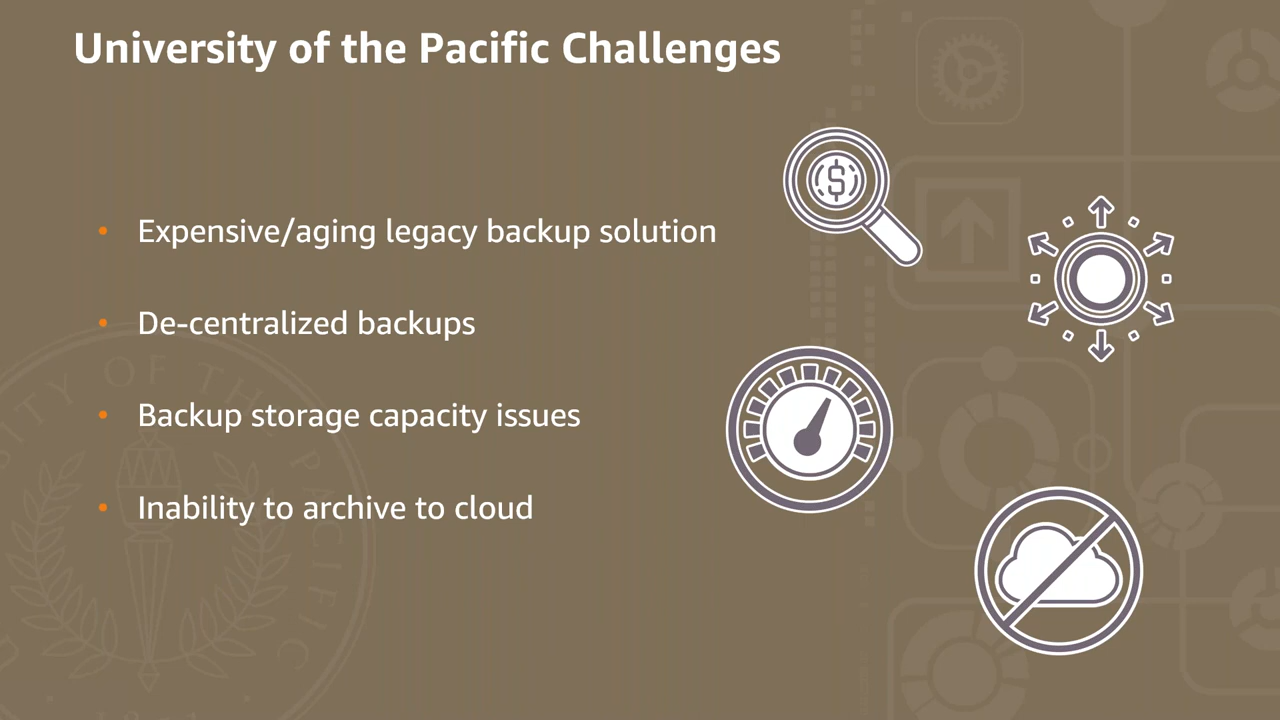 University of the Pacific Challenges
• Expensive/aging legacy backup solution
• De-centralized backups
• Backup storage capacity issues
• Inability to archive to cloud
$